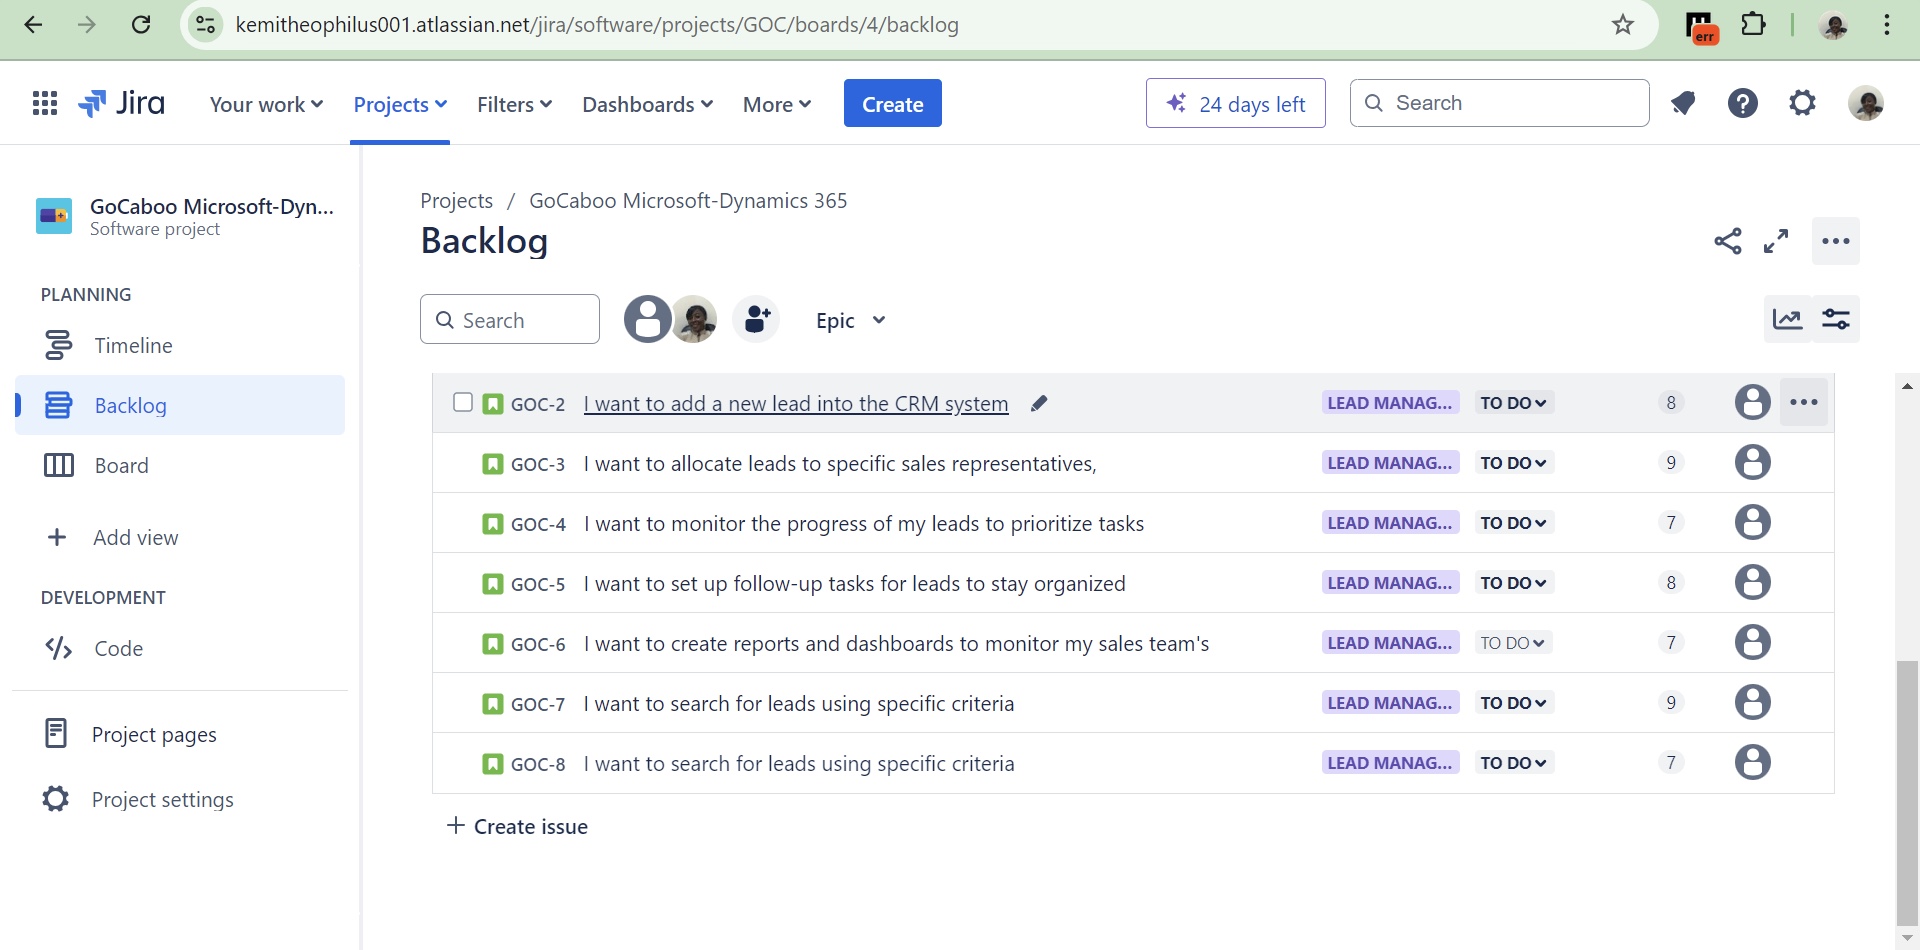 kemitheophilus001.atlassian.net/jira/software/projects/GOC/boards/4/backlog
err
Jira Your work Projects Filters Dashboards More Create 24 days left Search
GoCaboo Microsoft-Dyn...
Software project
PLANNING
Timeline
Backlog
Board
Add view
DEVELOPMENT
Code
Project pages
Project settings
Projects / GoCaboo Microsoft-Dynamics 365
Backlog
Search Epic
GOC-2 I want to add a new lead into the CRM system LEAD MANAG... TO DO 8
GOC-3 I want to allocate leads to specific sales representatives, LEAD MANAG... TO DO 9
GOC-4 I want to monitor the progress of my leads to prioritize tasks LEAD MANAG... TO DO 7
GOC-5 I want to set up follow-up tasks for leads to stay organized LEAD MANAG... TO DO 8
GOC-6 I want to create reports and dashboards to monitor my sales team's LEAD MANAG... TO DO 7
GOC-7 I want to search for leads using specific criteria LEAD MANAG... TO DO 9
GOC-8 I want to search for leads using specific criteria LEAD MANAG... TO DO 7
+ Create issue